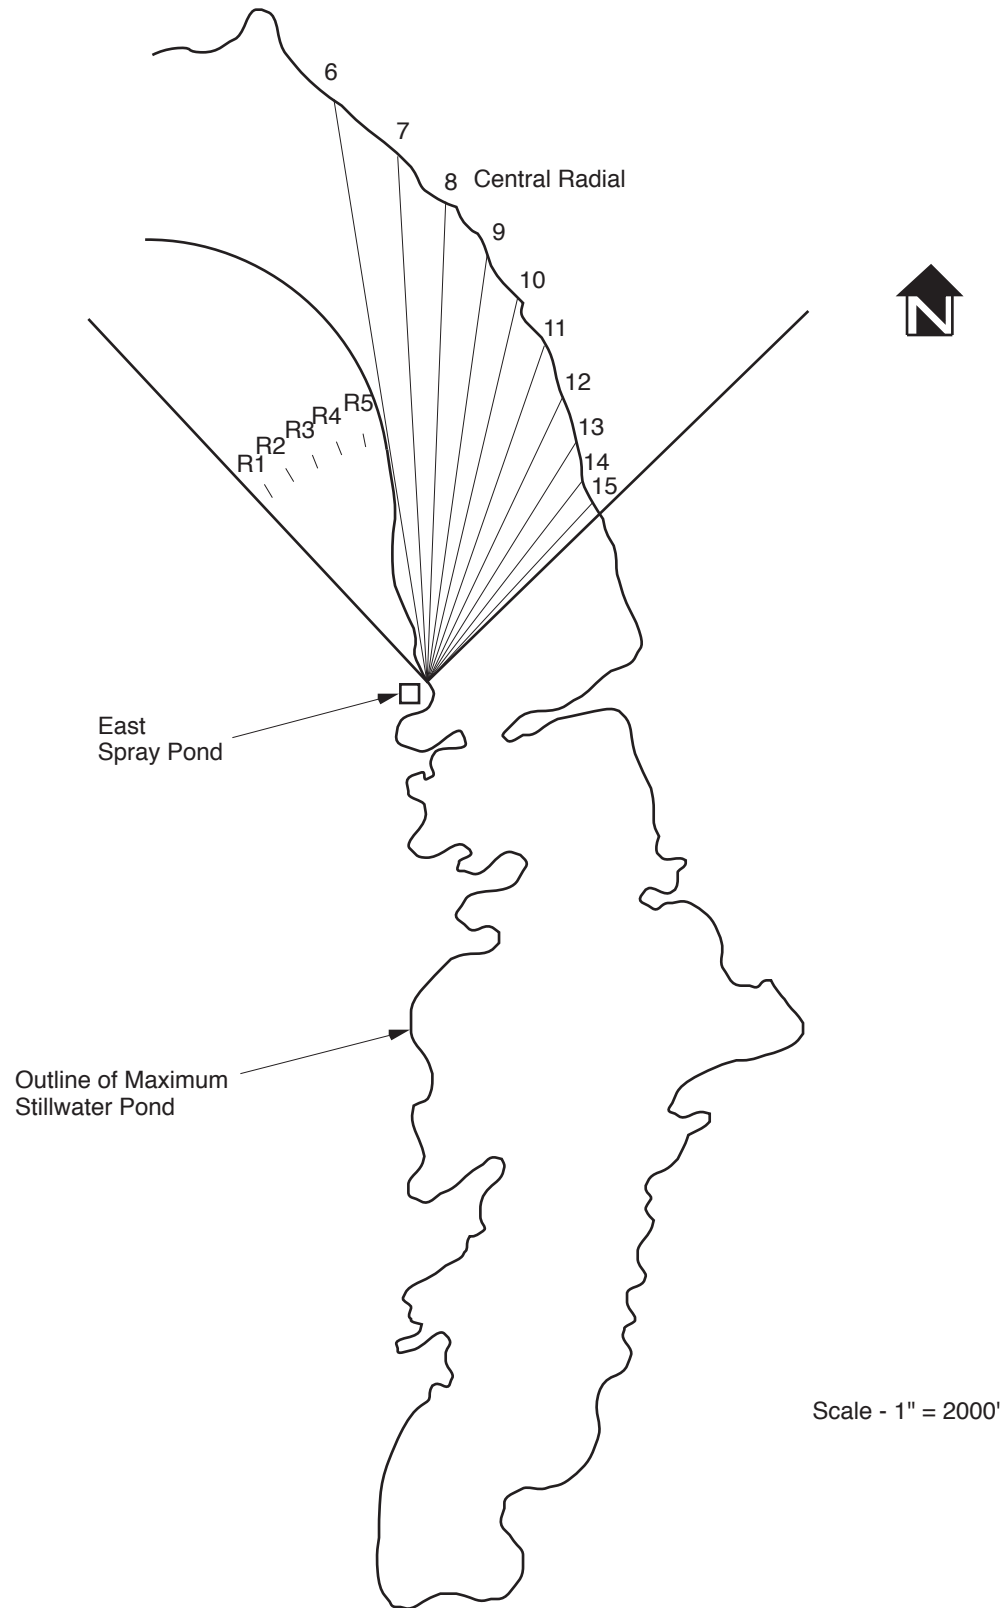 6
7
8 Central Radial
9
10
11
12
13
14
15
R5
R4
R3
R2
R1
N
East
Spray Pond
Outline of Maximum
Stillwater Pond
Scale - 1" = 2000'